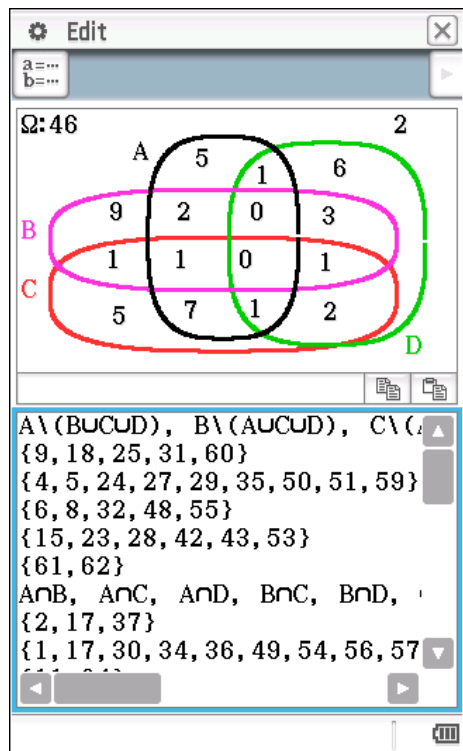 Edit
a=…
b=…
Ω:46 2
A 5 1 6
B 9 2 0 3
C 1 1 0 1
5 7 1 2
D
A\(B∪C∪D), B\(A∪C∪D), C\(
{9,18,25,31,60}
{4,5,24,27,29,35,50,51,59}
{6,8,32,48,55}
{15,23,28,42,43,53}
{61,62}
A∩B, A∩C, A∩D, B∩C, B∩D,
{2,17,37}
{1,17,30,34,36,49,54,56,57